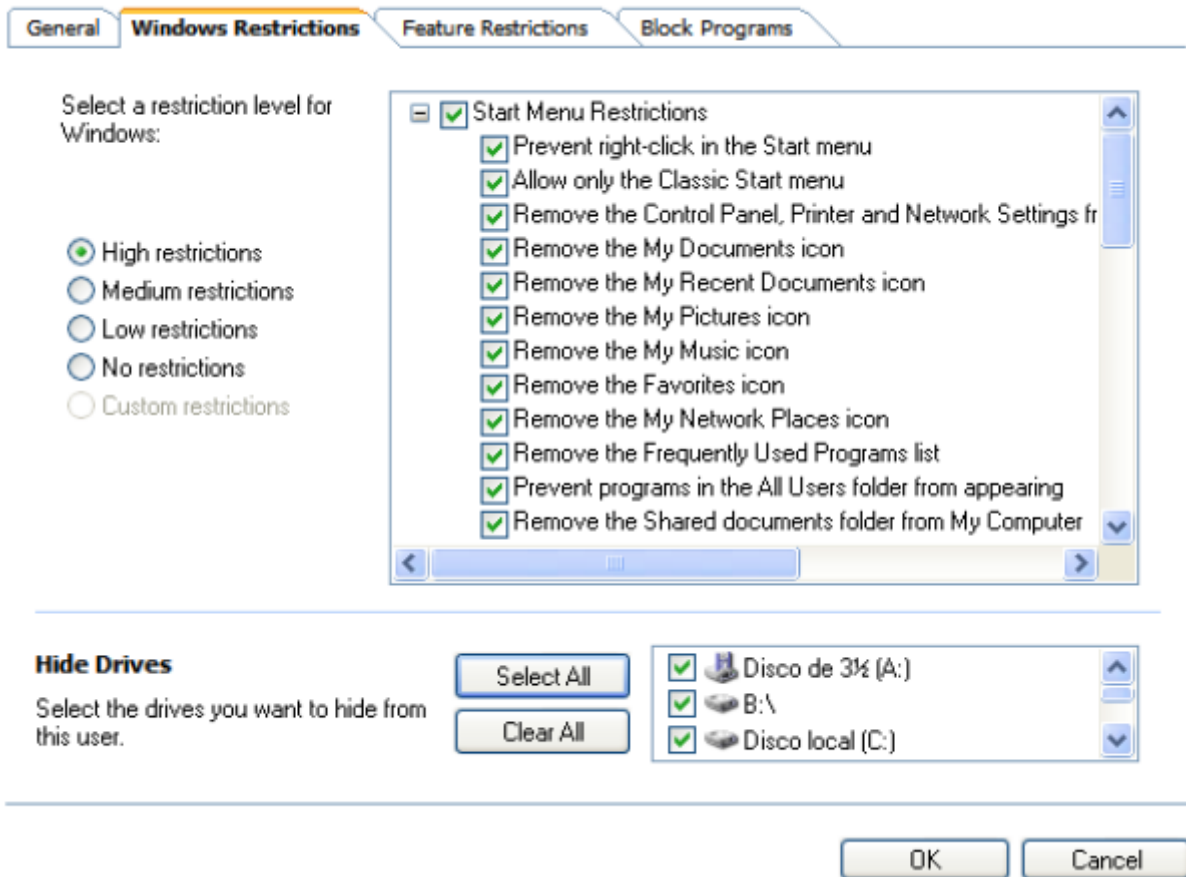 General
Windows Restrictions
Feature Restrictions
Block Programs
Select a restriction level for
Windows:
High restrictions
Medium restrictions
Low restrictions
No restrictions
Custom restrictions
Start Menu Restrictions
Prevent right-click in the Start menu
Allow only the Classic Start menu
Remove the Control Panel, Printer and Network Settings fr
Remove the My Documents icon
Remove the My Recent Documents icon
Remove the My Pictures icon
Remove the My Music icon
Remove the Favorites icon
Remove the My Network Places icon
Remove the Frequently Used Programs list
Prevent programs in the All Users folder from appearing
Remove the Shared documents folder from My Computer
Hide Drives
Select the drives you want to hide from
this user.
Select All
Clear All
Disco de 3½ (A:)
B:\
Disco local (C:)
OK
Cancel